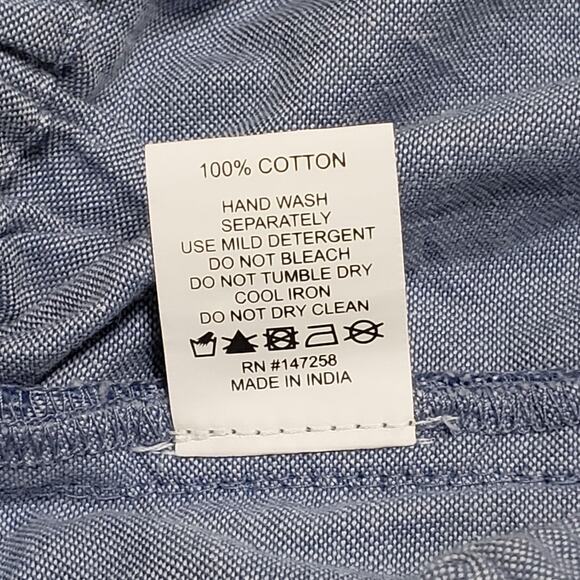 100% COTTON
HAND WASH
SEPARATELY
USE MILD DETERGENT
DO NOT BLEACH
DO NOT TUMBLE DRY
COOL IRON
DO NOT DRY CLEAN
RN #147258
MADE IN INDIA